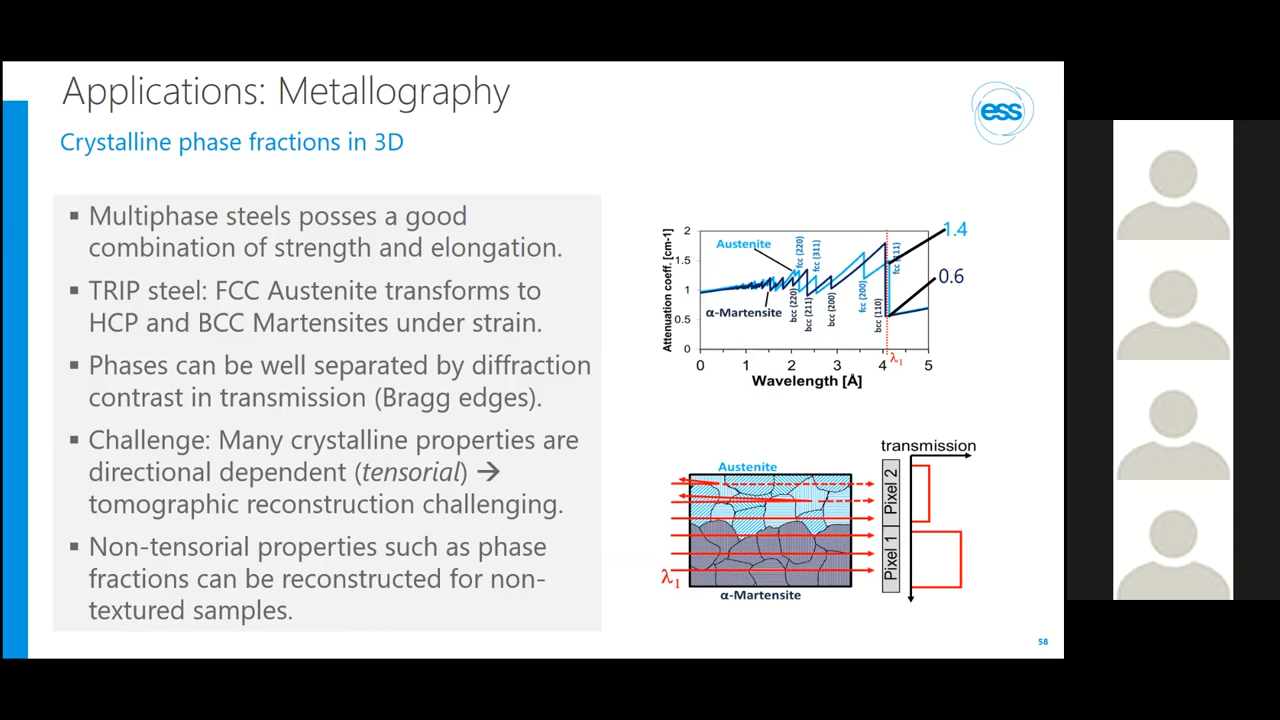 Applications: Metallography
ess
Crystalline phase fractions in 3D
▪ Multiphase steels posses a good
combination of strength and elongation.
▪ TRIP steel: FCC Austenite transforms to
HCP and BCC Martensites under strain.
▪ Phases can be well separated by diffraction
contrast in transmission (Bragg edges).
▪ Challenge: Many crystalline properties are
directional dependent (tensorial) →
tomographic reconstruction challenging.
▪ Non-tensorial properties such as phase
fractions can be reconstructed for non-
textured samples.
Attenuation coeff. [cm-1]
2
1.5
1
0.5
0
Austenite
α-Martensite
fcc (220)
fcc (311)
bcc (220)
bcc (211)
bcc (200)
fcc (200)
bcc (110)
1.4
0.6
0 1 2 3 4 5
λ1
Wavelength [Å]
transmission
Austenite
Pixel 2
Pixel 1
λ1
α-Martensite
58